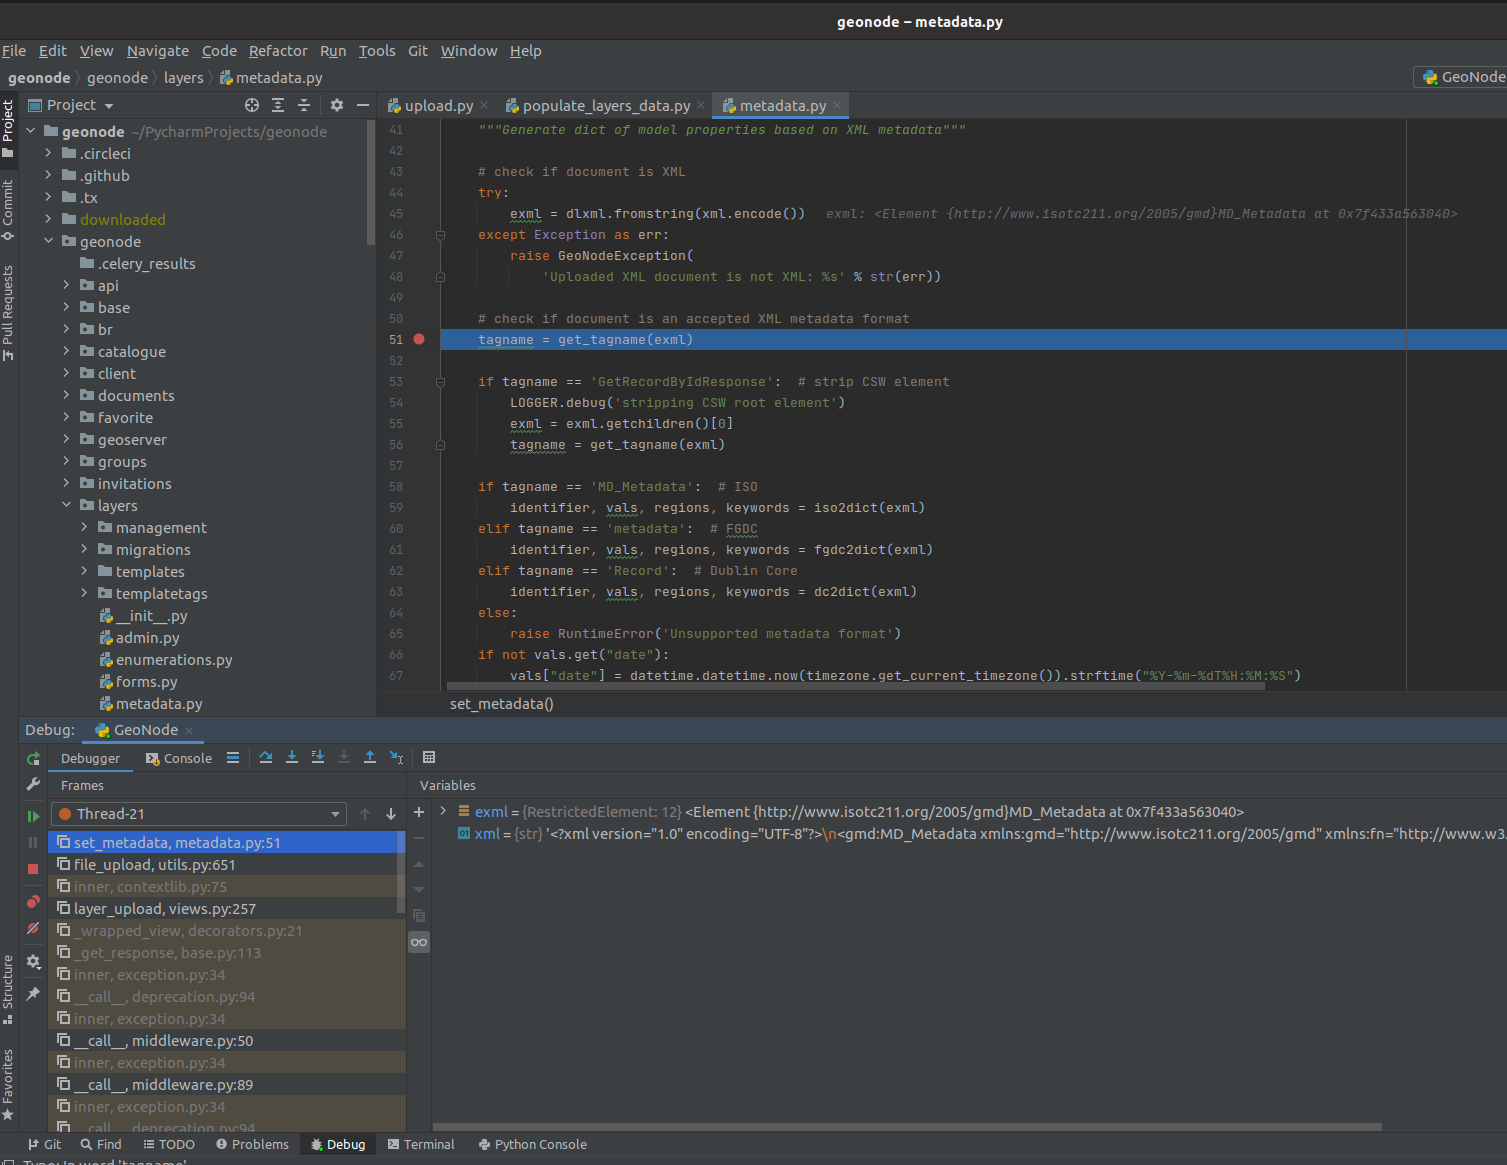 geonode – metadata.py
File Edit View Navigate Code Refactor Run Tools Git Window Help
geonode geonode layers metadata.py GeoNode
Project
upload.py populate_layers_data.py metadata.py
Project
Commit
Pull Requests
Structure
Favorites
geonode ~/PycharmProjects/geonode
.circleci
.github
.tx
downloaded
geonode
.celery_results
api
base
br
catalogue
client
documents
favorite
geoserver
groups
invitations
layers
management
migrations
templates
templatetags
__init__.py
admin.py
enumerations.py
forms.py
metadata.py
41 """Generate dict of model properties based on XML metadata"""
42
43 # check if document is XML
44 try:
45 exml = dlxml.fromstring(xml.encode()) exml: <Element {http://www.isotc211.org/2005/gmd}MD_Metadata at 0x7f433a563040>
46 except Exception as err:
47 raise GeoNodeException(
48 'Uploaded XML document is not XML: %s' % str(err))
49
50 # check if document is an accepted XML metadata format
51 tagname = get_tagname(exml)
52
53 if tagname == 'GetRecordByIdResponse': # strip CSW element
54 LOGGER.debug('stripping CSW root element')
55 exml = exml.getchildren()[0]
56 tagname = get_tagname(exml)
57
58 if tagname == 'MD_Metadata': # ISO
59 identifier, vals, regions, keywords = iso2dict(exml)
60 elif tagname == 'metadata': # FGDC
61 identifier, vals, regions, keywords = fgdc2dict(exml)
62 elif tagname == 'Record': # Dublin Core
63 identifier, vals, regions, keywords = dc2dict(exml)
64 else:
65 raise RuntimeError('Unsupported metadata format')
66 if not vals.get("date"):
67 vals["date"] = datetime.datetime.now(timezone.get_current_timezone()).strftime("%Y-%m-%dT%H:%M:%S")
set_metadata()
Debug: GeoNode
Debugger Console
Frames
Thread-21
set_metadata, metadata.py:51
file_upload, utils.py:651
inner, contextlib.py:75
layer_upload, views.py:257
_wrapped_view, decorators.py:21
_get_response, base.py:113
inner, exception.py:34
__call__, deprecation.py:94
inner, exception.py:34
__call__, middleware.py:50
inner, exception.py:34
__call__, middleware.py:89
inner, exception.py:34
__call__, deprecation.py:94
Variables
exml = {RestrictedElement: 12} <Element {http://www.isotc211.org/2005/gmd}MD_Metadata at 0x7f433a563040>
01 xml = {str} '<?xml version="1.0" encoding="UTF-8"?>\n<gmd:MD_Metadata xmlns:gmd="http://www.isotc211.org/2005/gmd" xmlns:fn="http://www.w3.
Git Find TODO Problems Debug Terminal Python Console
Typo: In word 'tagname'